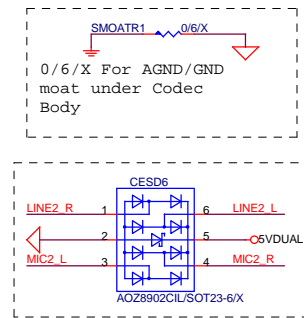 SMOATR1 0/6/X
0/6/X For AGND/GND
moat under Codec
Body
CESD6
LINE2_R 1 6 LINE2_L
2 5 5VDUAL
MIC2_L 3 4 MIC2_R
AOZ8902CIL/SOT23-6/X